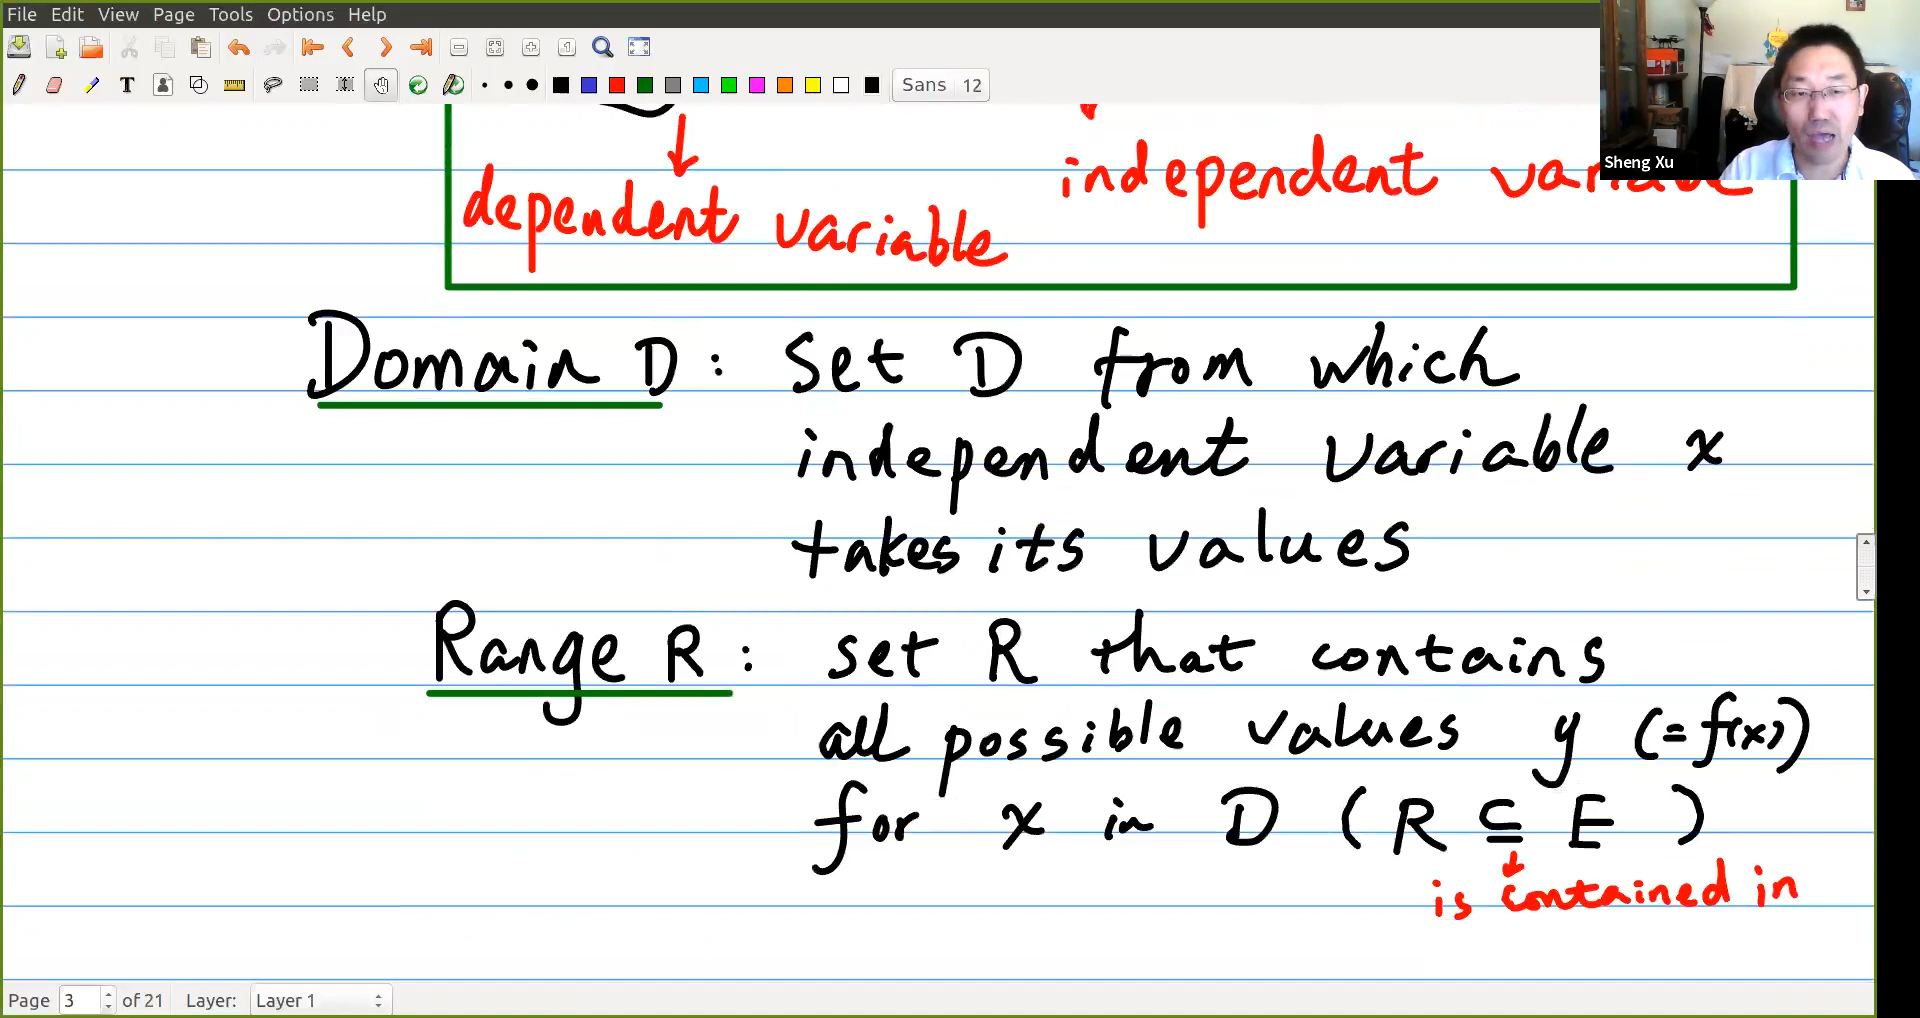 File Edit View Page Tools Options Help
Sans 12
Sheng Xu
independent variable
dependent variable
Domain D : Set D from which
independent variable x
takes its values
Range R : set R that contains
all possible values y (= f(x))
for x in D ( R ⊆ E )
is contained in
Page 3 of 21 Layer: Layer 1